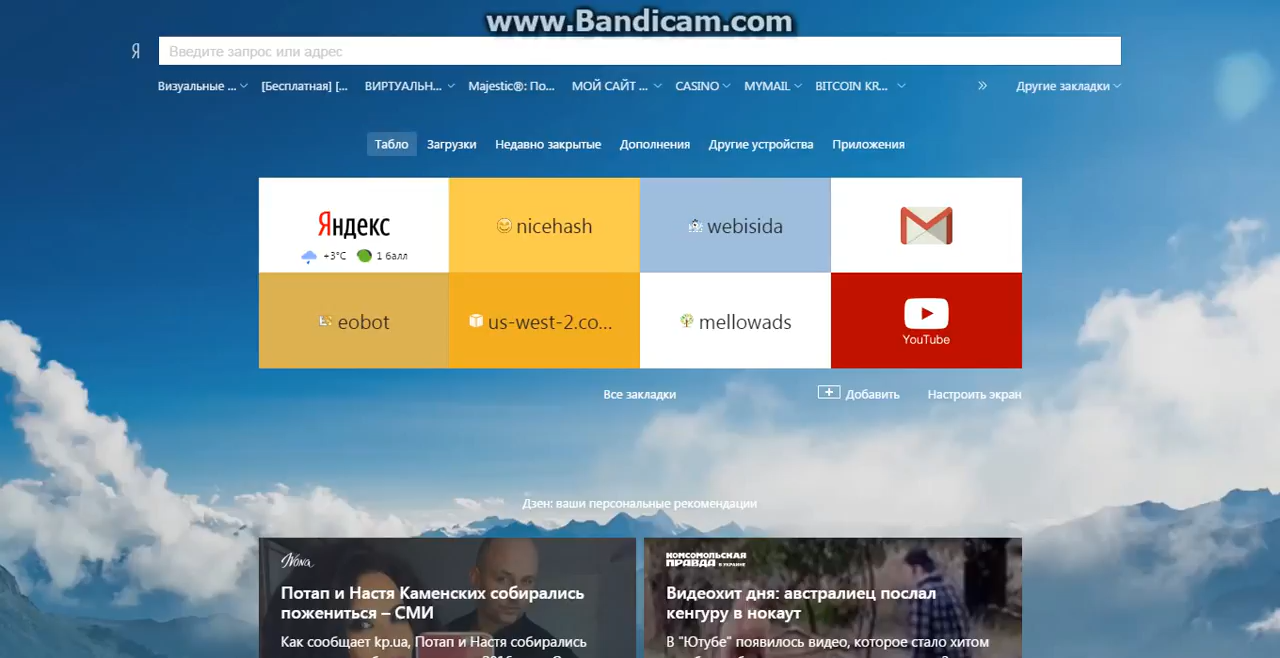 www.Bandicam.com
Я Введите запрос или адрес
Визуальные ... [Бесплатная] [... ВИРТУАЛЬН... Majestic®: По... МОЙ САЙТ ... CASINO MYMAIL BITCOIN KR... » Другие закладки
Табло Загрузки Недавно закрытые Дополнения Другие устройства Приложения
Яндекс
+3°C 1 балл
nicehash
webisida
eobot
us-west-2.co...
mellowads
YouTube
Все закладки Добавить Настроить экран
Дзен: ваши персональные рекомендации
Потап и Настя Каменских собирались
пожениться – СМИ
Как сообщает kp.ua, Потап и Настя собирались
КОМСОМОЛЬСКАЯ
ПРАВДА В УКРАИНЕ
Видеохит дня: австралиец послал
кенгуру в нокаут
В "Ютубе" появилось видео, которое стало хитом